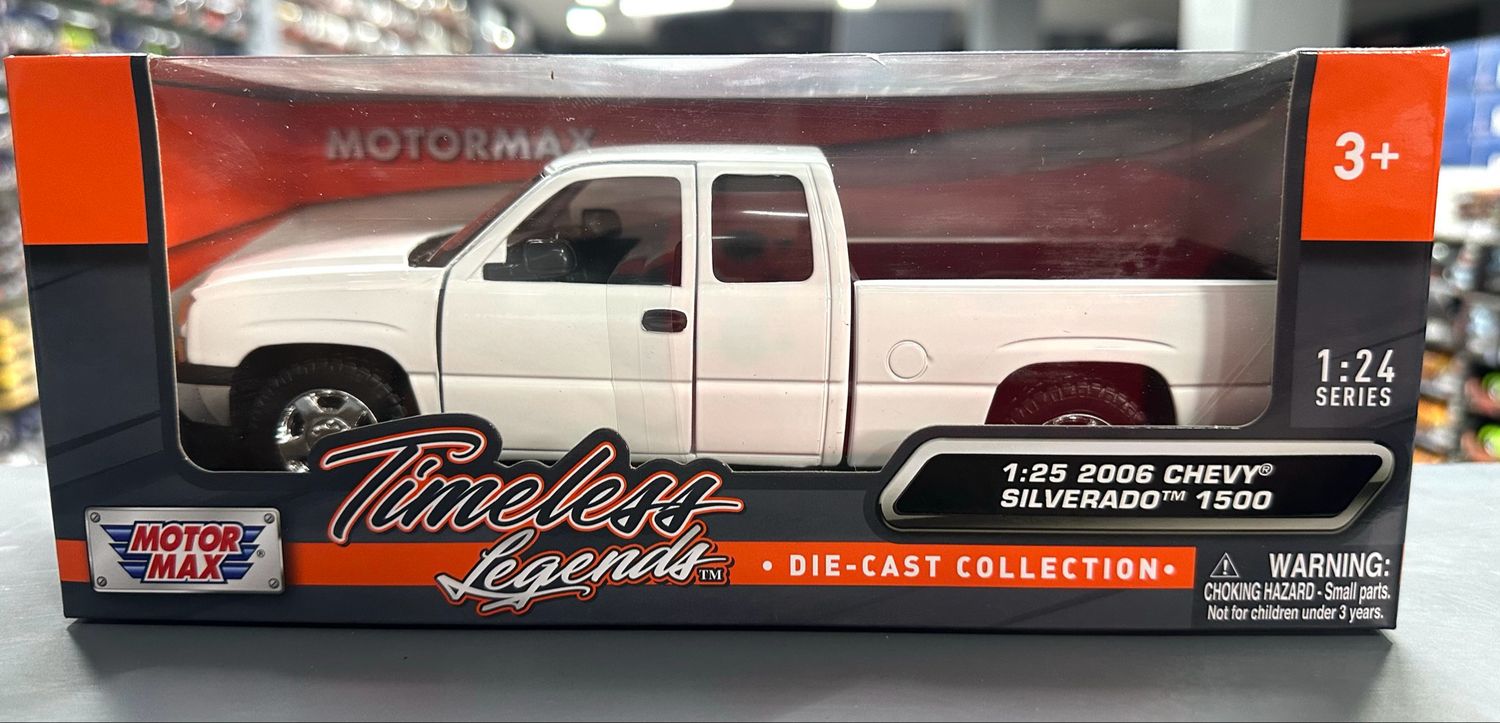 MOTORMAX
3+
1:24
SERIES
1:25 2006 CHEVY®
SILVERADO™ 1500
Timeless
Legends™
MOTOR
MAX®
• DIE-CAST COLLECTION •
⚠ WARNING:
CHOKING HAZARD - Small parts.
Not for children under 3 years.